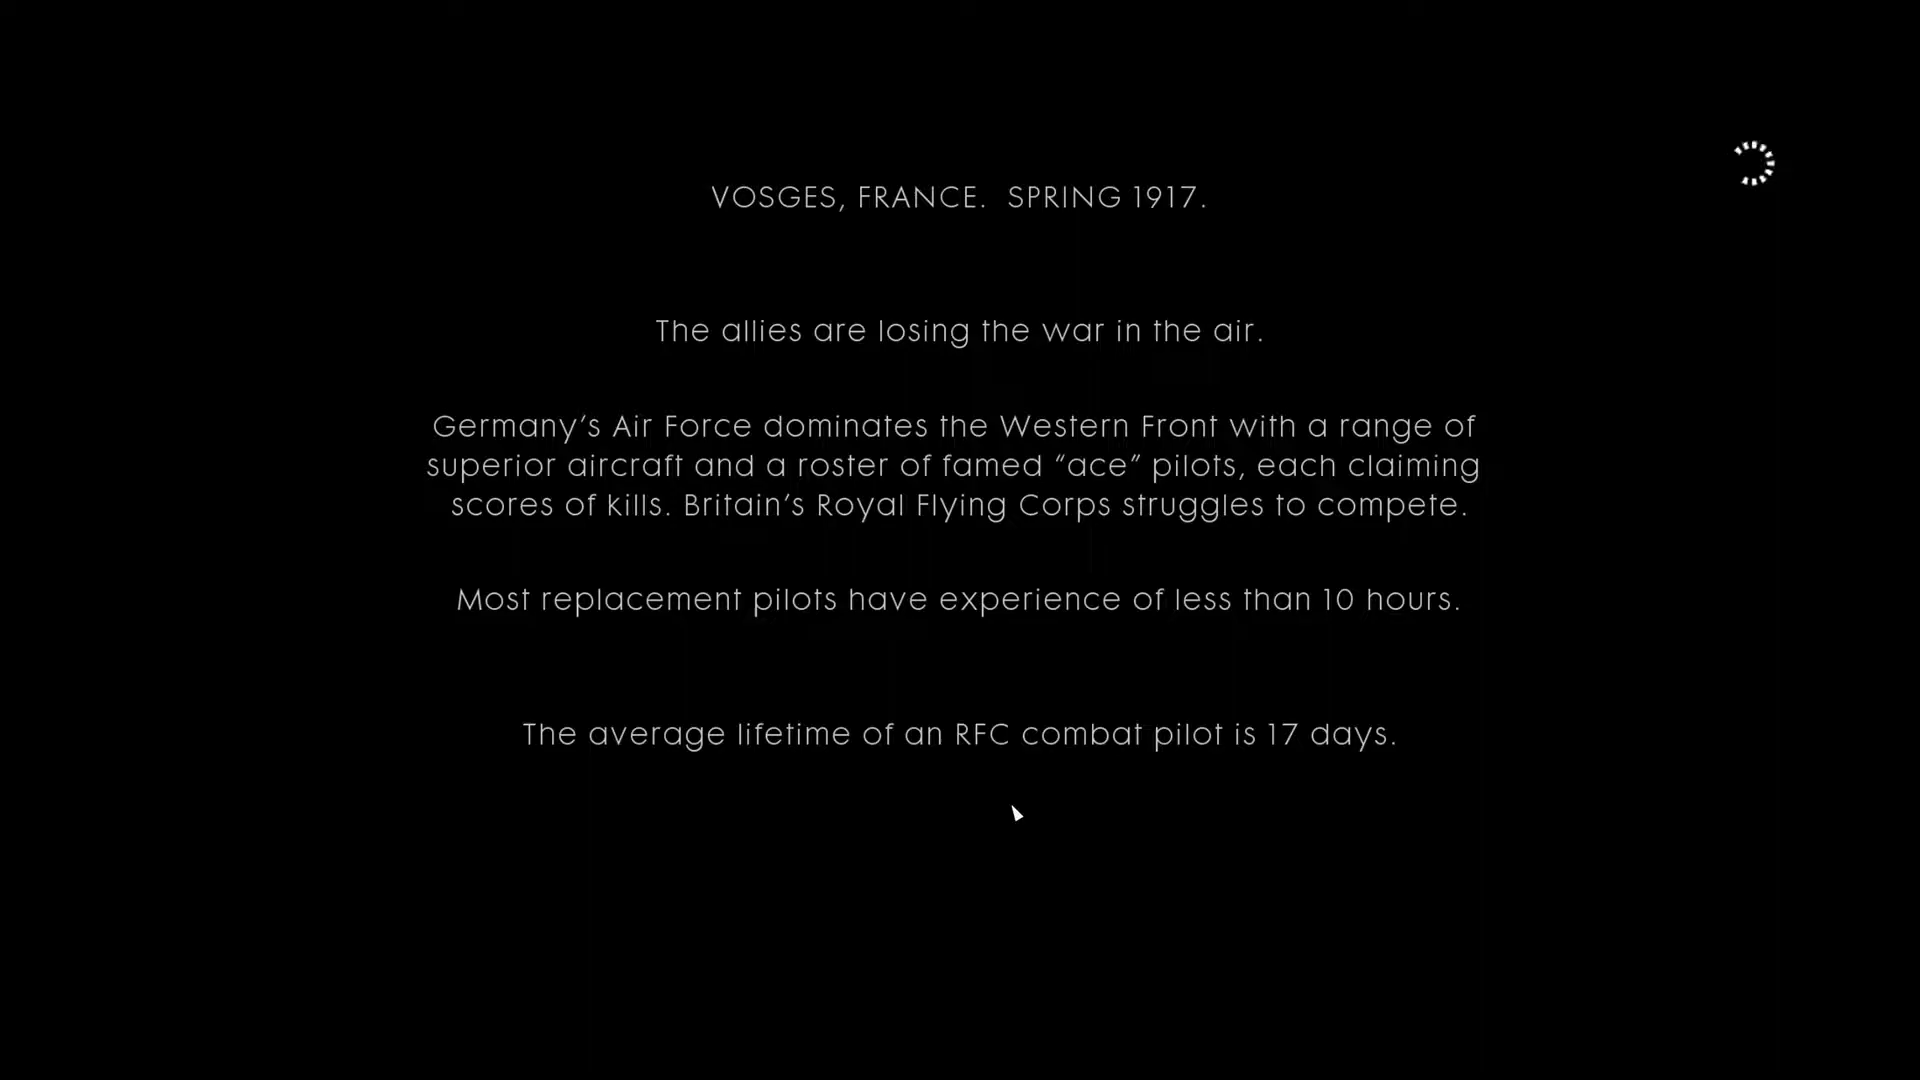 VOSGES, FRANCE.  SPRING 1917.
The allies are losing the war in the air.
Germany’s Air Force dominates the Western Front with a range of
superior aircraft and a roster of famed “ace” pilots, each claiming
scores of kills. Britain’s Royal Flying Corps struggles to compete.
Most replacement pilots have experience of less than 10 hours.
The average lifetime of an RFC combat pilot is 17 days.